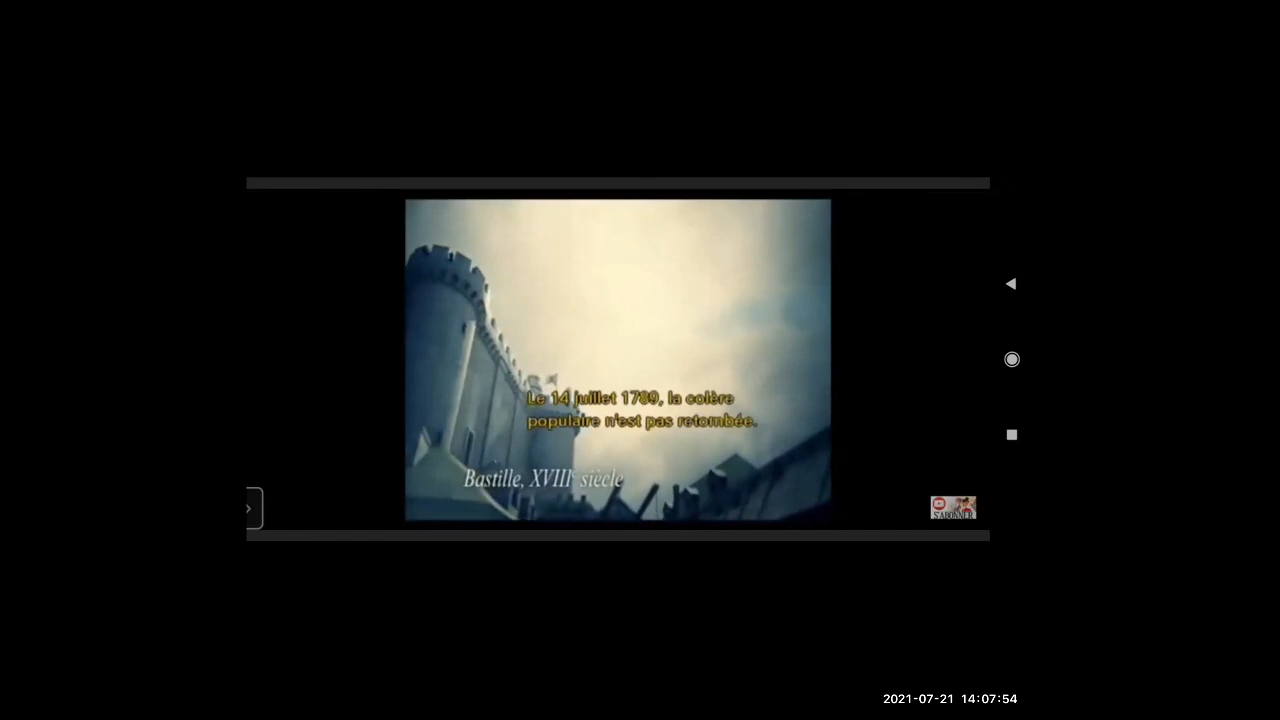 Le 14 juillet 1789, la colère
populaire n'est pas retombée.
Bastille, XVIIIe siècle
S'ABONNER
2021-07-21 14:07:54